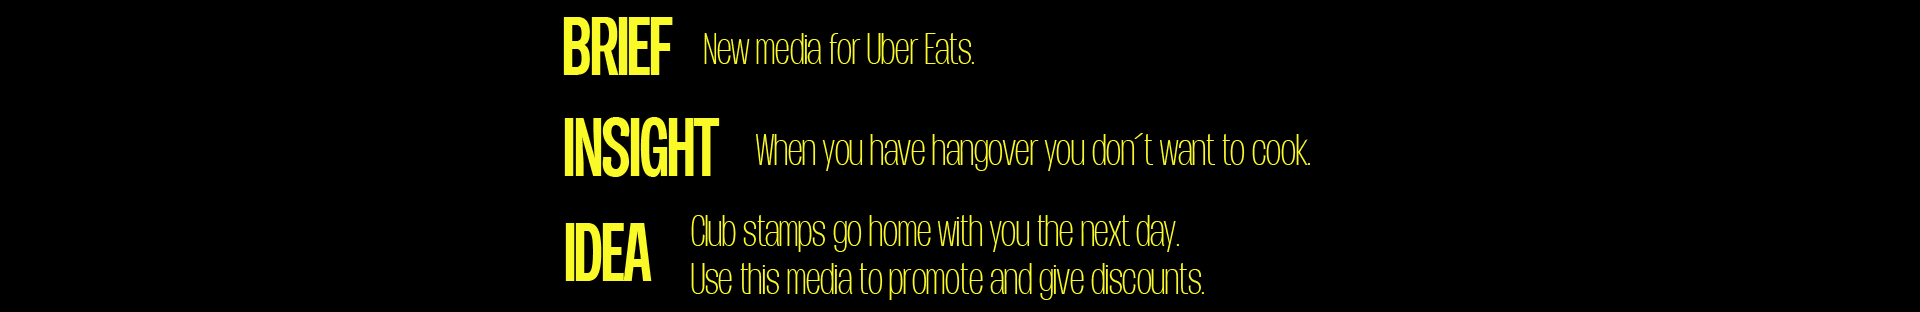 BRIEF New media for Uber Eats.
INSIGHT When you have hangover you don´t want to cook.
IDEA Club stamps go home with you the next day.
Use this media to promote and give discounts.